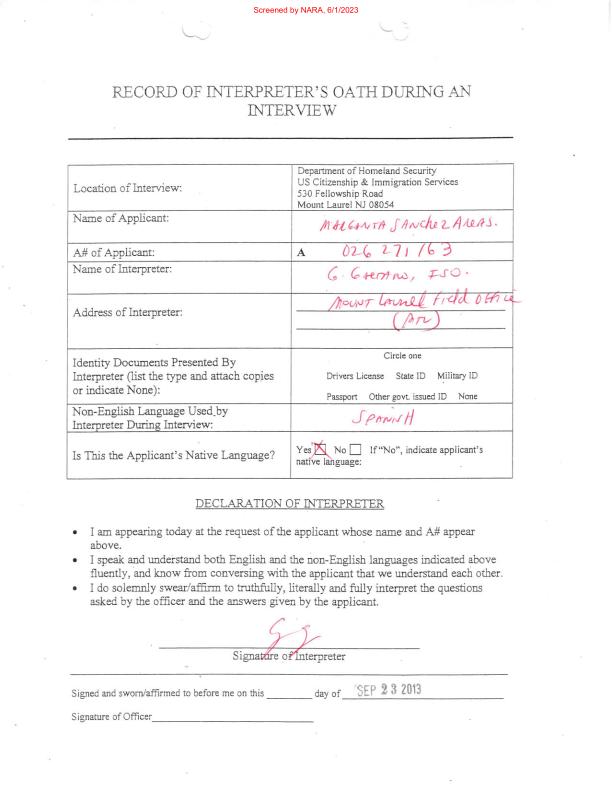 Screened by NARA, 6/1/2023
RECORD OF INTERPRETER'S OATH DURING AN
INTERVIEW
Location of Interview:
Department of Homeland Security
US Citizenship & Immigration Services
530 Fellowship Road
Mount Laurel NJ 08054
Name of Applicant:
SANCHEZ ARENAS.
A# of Applicant:
A 026 271 163
Name of Interpreter:
G.
Address of Interpreter:
MOUNT Laurel Field Office
Identity Documents Presented By
Interpreter (list the type and attach copies
or indicate None):
Circle one
Drivers License State ID Military ID
Passport Other govt. issued ID None
Non-English Language Used by
Interpreter During Interview:
SPANISH
Is This the Applicant's Native Language?
Yes No If "No", indicate applicant's
native language:
DECLARATION OF INTERPRETER
• I am appearing today at the request of the applicant whose name and A# appear
above.
• I speak and understand both English and the non-English languages indicated above
fluently, and know from conversing with the applicant that we understand each other.
• I do solemnly swear/affirm to truthfully, literally and fully interpret the questions
asked by the officer and the answers given by the applicant.
Signature of Interpreter
Signed and sworn/affirmed to before me on this day of SEP 23 2013
Signature of Officer